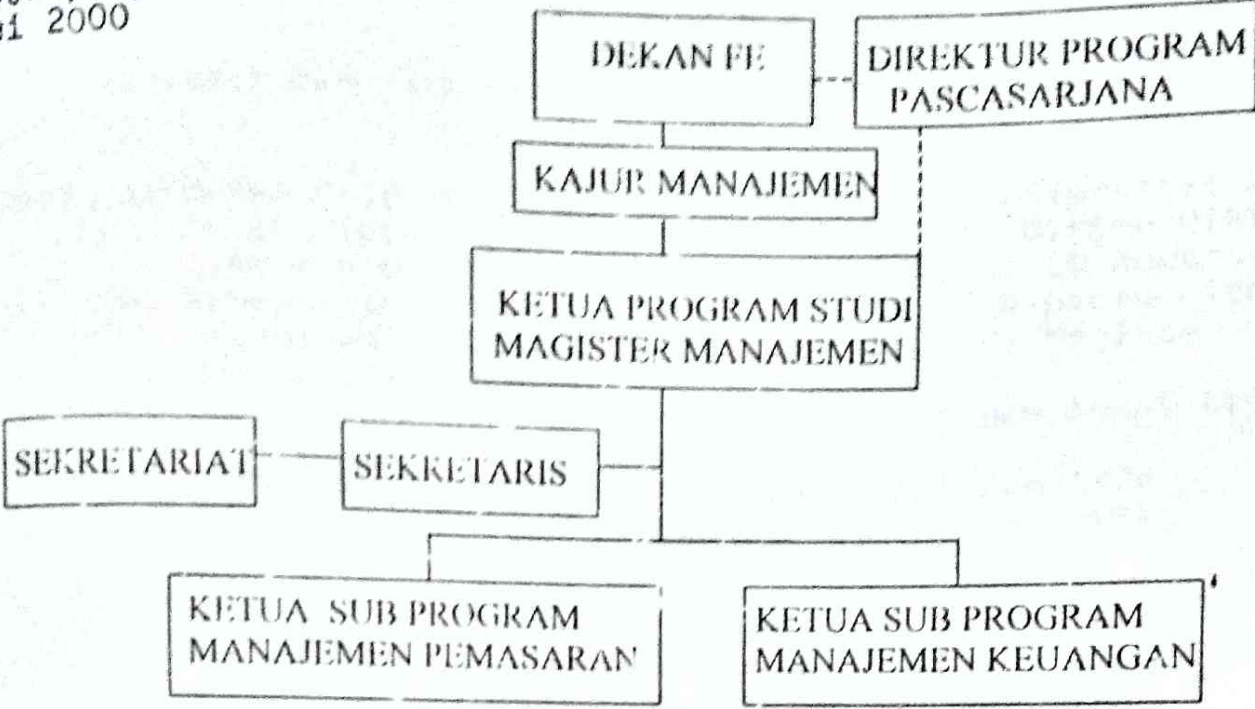 2000
DEKAN FE
DIREKTUR PROGRAM
PASCASARJANA
KAJUR MANAJEMEN
KETUA PROGRAM STUDI
MAGISTER MANAJEMEN
SEKRETARIAT
SEKRETARIS
KETUA SUB PROGRAM
MANAJEMEN PEMASARAN
KETUA SUB PROGRAM
MANAJEMEN KEUANGAN